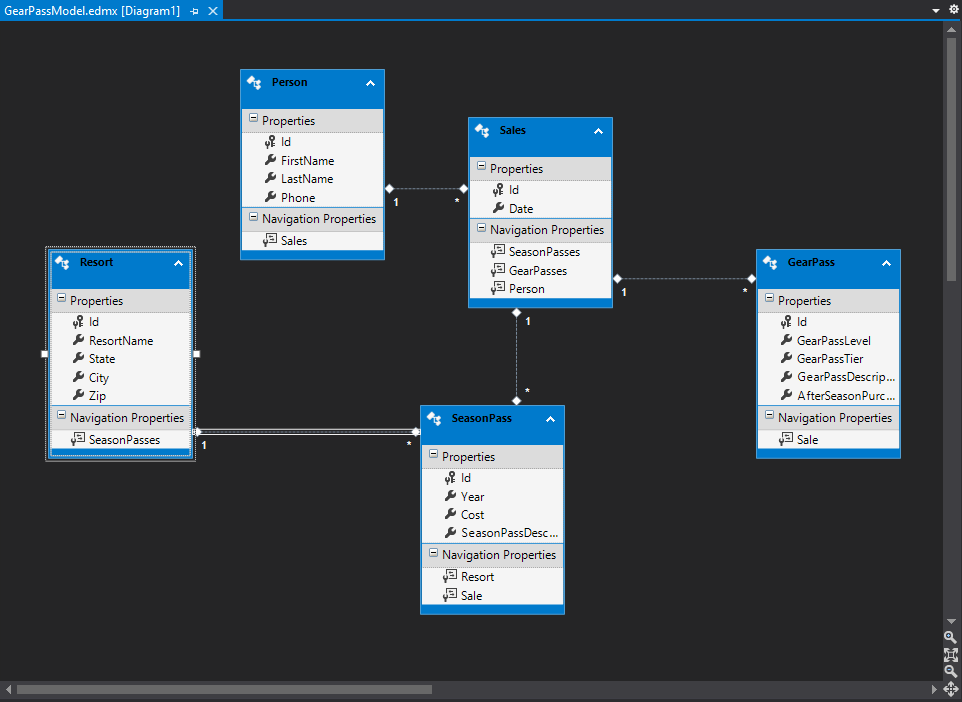 GearPassModel.edmx [Diagram1]
Person
Properties
Id
FirstName
LastName
Phone
Navigation Properties
Sales
1
*
Sales
Properties
Id
Date
Navigation Properties
SeasonPasses
GearPasses
Person
1
*
1
*
Resort
Properties
Id
ResortName
State
City
Zip
Navigation Properties
SeasonPasses
1
*
GearPass
Properties
Id
GearPassLevel
GearPassTier
GearPassDescrip...
AfterSeasonPurc...
Navigation Properties
Sale
SeasonPass
Properties
Id
Year
Cost
SeasonPassDesc...
Navigation Properties
Resort
Sale